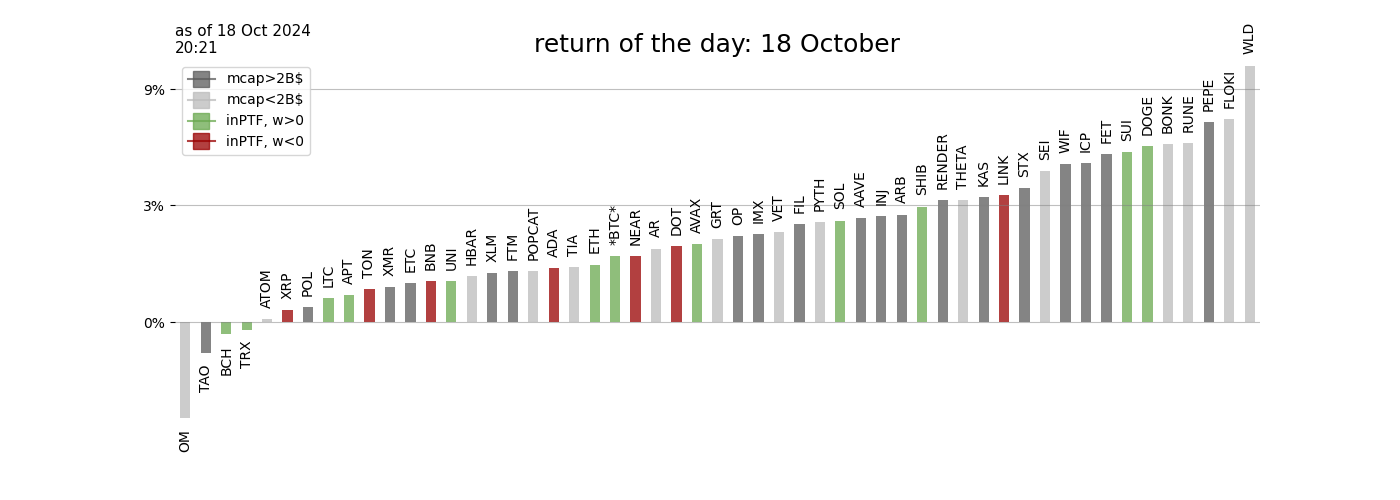 as of 18 Oct 2024
20:21
return of the day: 18 October
mcap>2B$
mcap<2B$
inPTF, w>0
inPTF, w<0
9%
3%
0%
OM
TAO
BCH
TRX
ATOM
XRP
POL
LTC
APT
TON
XMR
ETC
BNB
UNI
HBAR
XLM
FTM
POPCAT
ADA
TIA
ETH
*BTC*
NEAR
AR
DOT
AVAX
GRT
OP
IMX
VET
FIL
PYTH
SOL
AAVE
INJ
ARB
SHIB
RENDER
THETA
KAS
LINK
STX
SEI
WIF
ICP
FET
SUI
DOGE
BONK
RUNE
PEPE
FLOKI
WLD